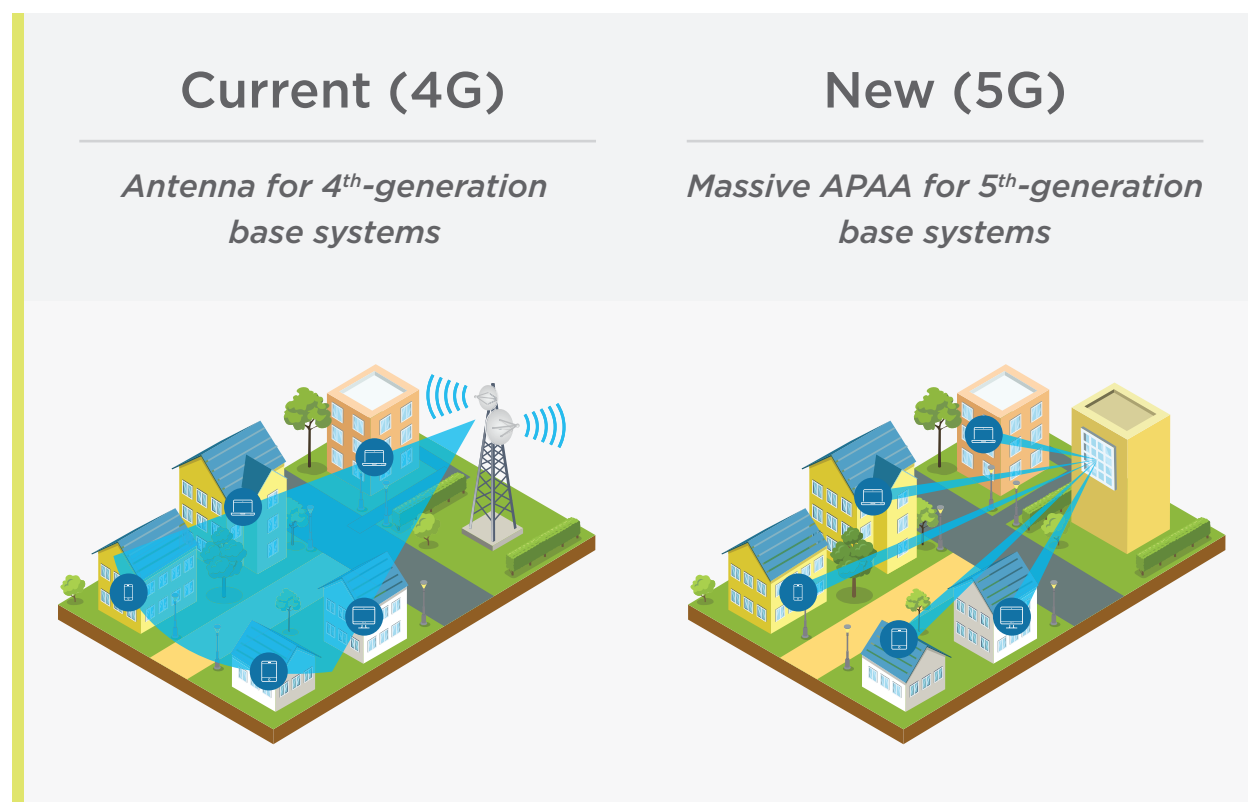 Current (4G)
Antenna for 4th-generation
base systems
New (5G)
Massive APAA for 5th-generation
base systems